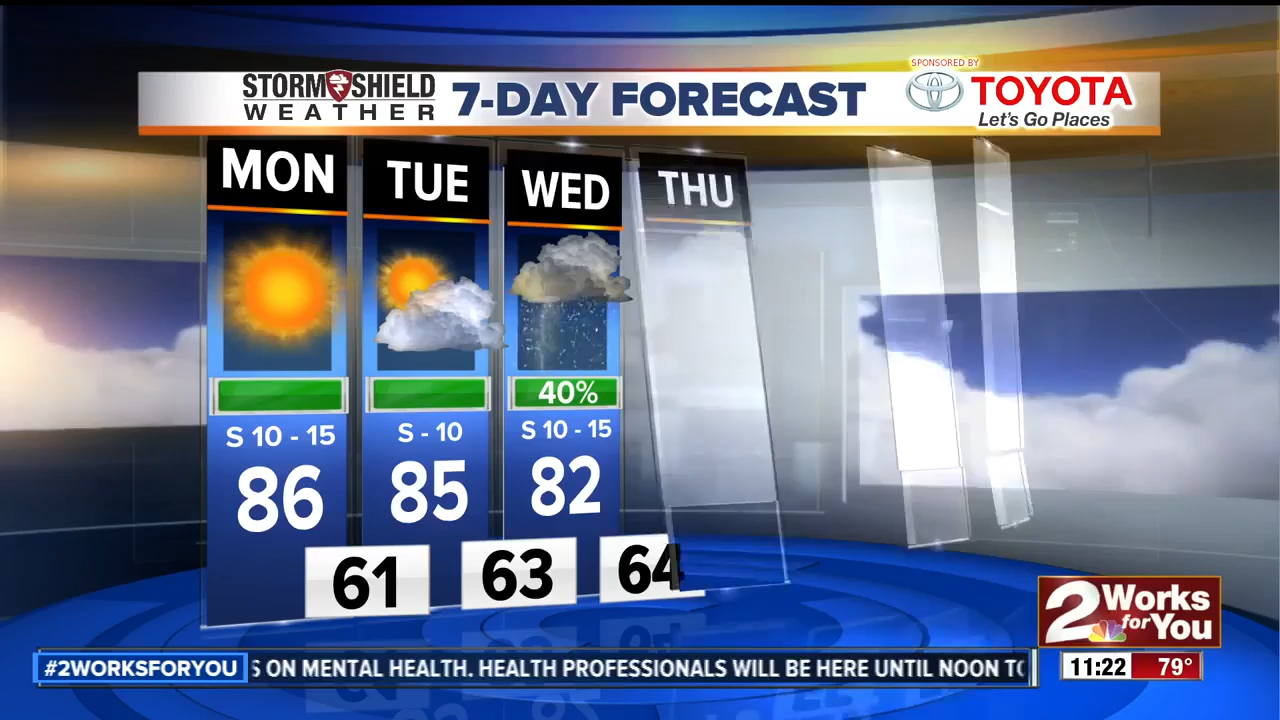 STORM SHIELD
WEATHER
7-DAY FORECAST
SPONSORED BY
TOYOTA
Let's Go Places
MON
TUE
WED
THU
40%
S 10 - 15
S - 10
S 10 - 15
86
85
82
61
63
64
2 Works
for You
#2WORKSFORYOU
S ON MENTAL HEALTH. HEALTH PROFESSIONALS WILL BE HERE UNTIL NOON TO
11:22
79°